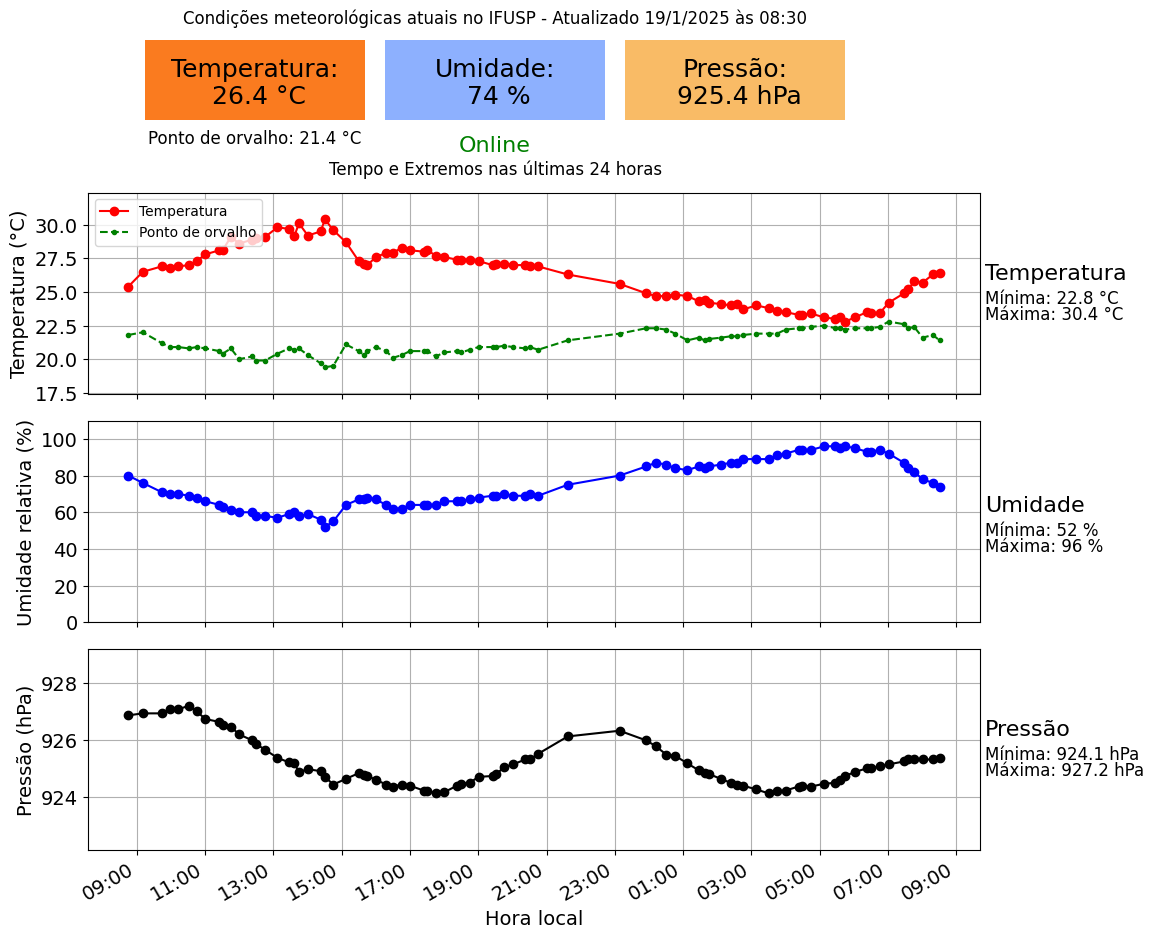 Condições meteorológicas atuais no IFUSP - Atualizado 19/1/2025 às 08:30
Temperatura:
26.4 °C
Umidade:
74 %
Pressão:
925.4 hPa
Ponto de orvalho: 21.4 °C
Online
Tempo e Extremos nas últimas 24 horas
Temperatura (°C)
30.0
27.5
25.0
22.5
20.0
17.5
Temperatura
Ponto de orvalho
Temperatura
Mínima: 22.8 °C
Máxima: 30.4 °C
Umidade relativa (%)
100
80
60
40
20
0
Umidade
Mínima: 52 %
Máxima: 96 %
Pressão (hPa)
928
926
924
Pressão
Mínima: 924.1 hPa
Máxima: 927.2 hPa
09:00
11:00
13:00
15:00
17:00
19:00
21:00
23:00
01:00
03:00
05:00
07:00
09:00
Hora local